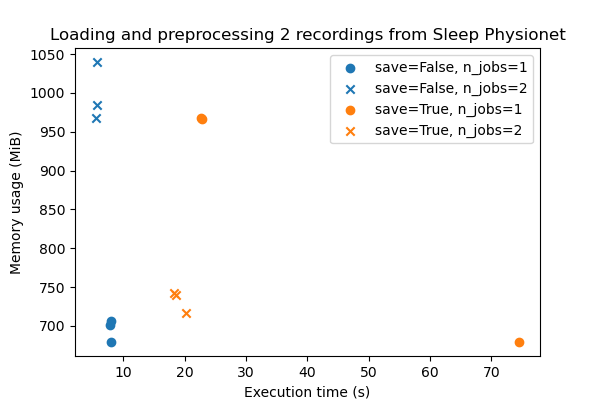 Loading and preprocessing 2 recordings from Sleep Physionet
save=False, n_jobs=1
save=False, n_jobs=2
save=True, n_jobs=1
save=True, n_jobs=2
Memory usage (MiB)
1050
1000
950
900
850
800
750
700
10
20
30
40
50
60
70
Execution time (s)